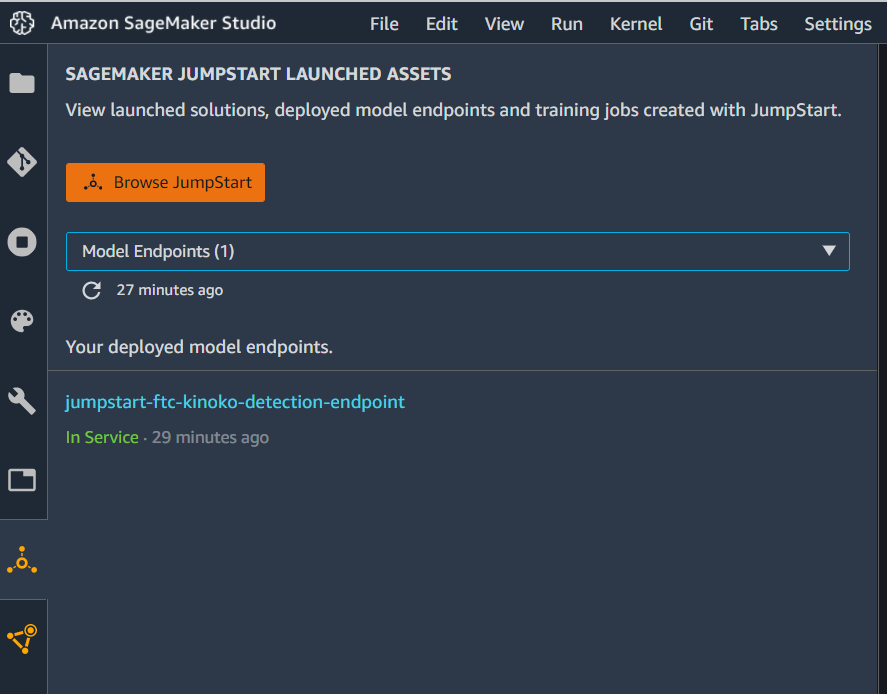 Amazon SageMaker Studio File Edit View Run Kernel Git Tabs Settings
SAGEMAKER JUMPSTART LAUNCHED ASSETS
View launched solutions, deployed model endpoints and training jobs created with JumpStart.
Browse JumpStart
Model Endpoints (1)
27 minutes ago
Your deployed model endpoints.
jumpstart-ftc-kinoko-detection-endpoint
In Service · 29 minutes ago